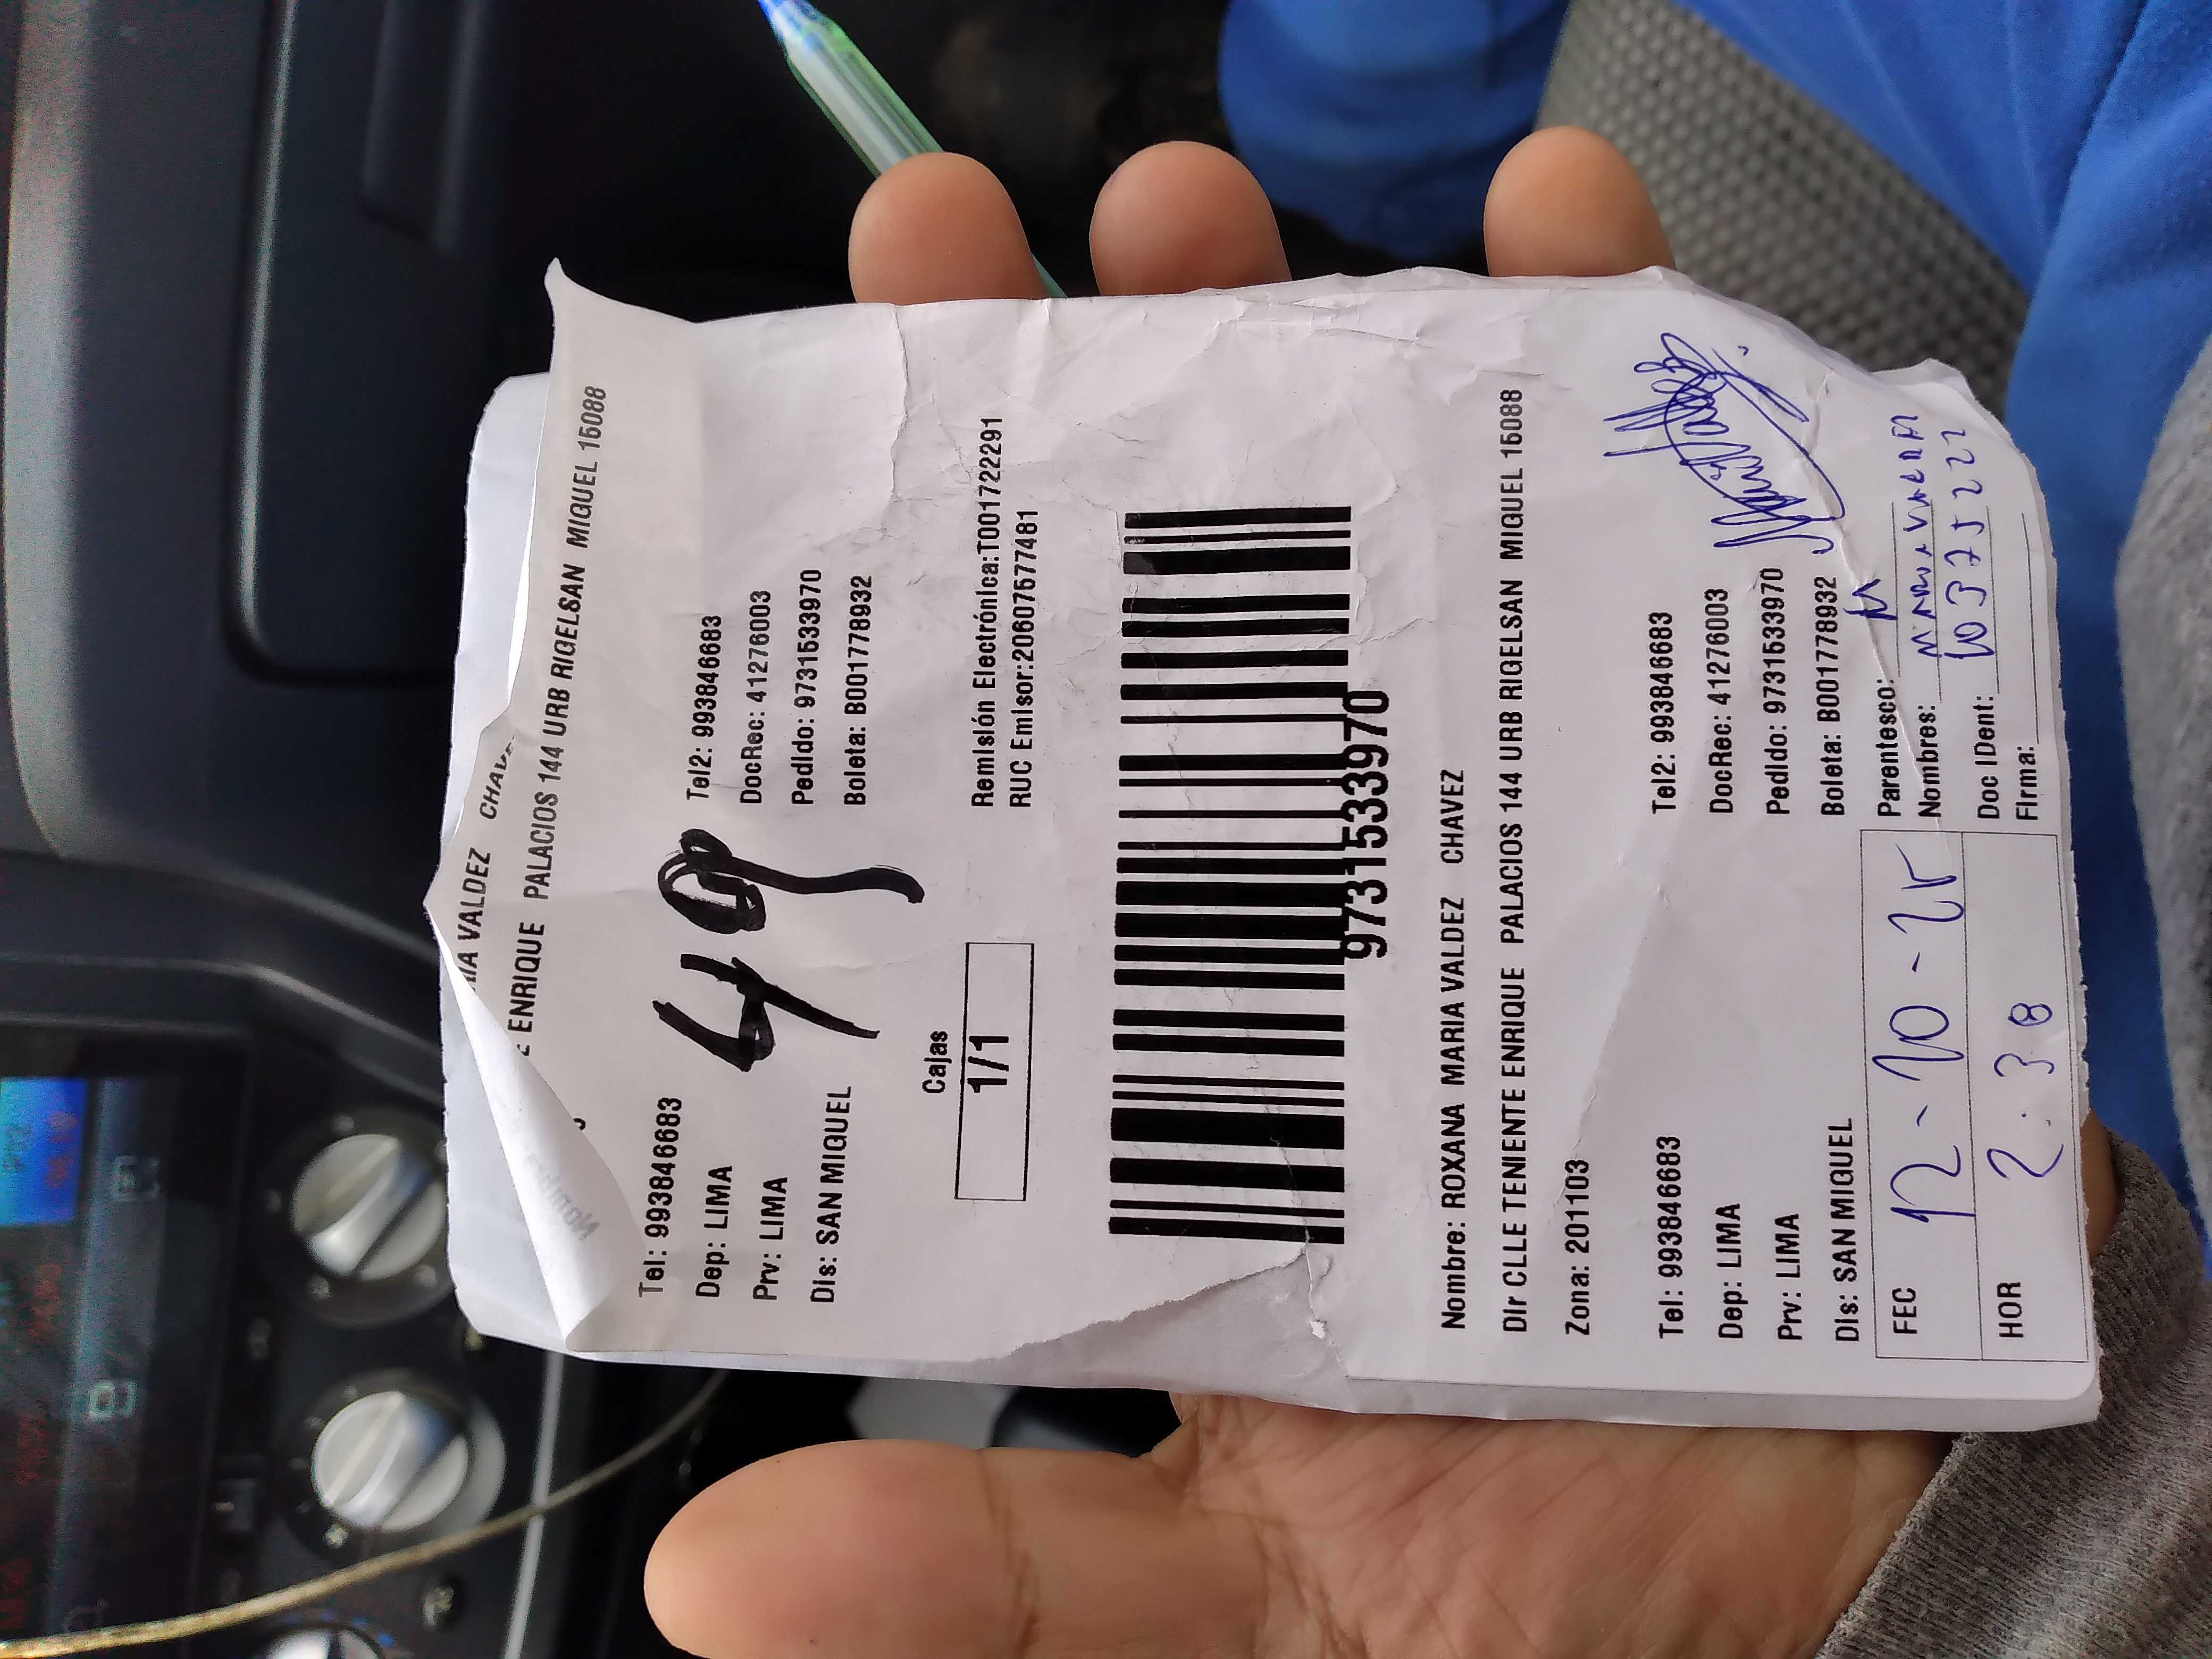 IA VALDEZ CHAV
E ENRIQUE PALACIOS 144 URB RIGELSAN MIGUEL 15088
Tel: 993846683 Tel2: 993846683
Dep: LIMA DocRec: 41276003
Prv: LIMA Pedido: 9731533970
Dis: SAN MIGUEL Boleta: B001778932
49
Cajas
1/1
Remisión Electrónica:T001722291
RUC Emisor:20607577481
9731533970
Nombre: ROXANA MARIA VALDEZ CHAVEZ
Dir CLLE TENIENTE ENRIQUE PALACIOS 144 URB RIGELSAN MIGUEL 15088
Zona: 201103
Tel: 993846683 Tel2: 993846683
Dep: LIMA DocRec: 41276003
Prv: LIMA Pedido: 9731533970
Dis: SAN MIGUEL Boleta: B001778932
FEC 12-10-25
HOR 2:38
Parentesco:
Nombres:
Doc IDent: 10375222
Firma: